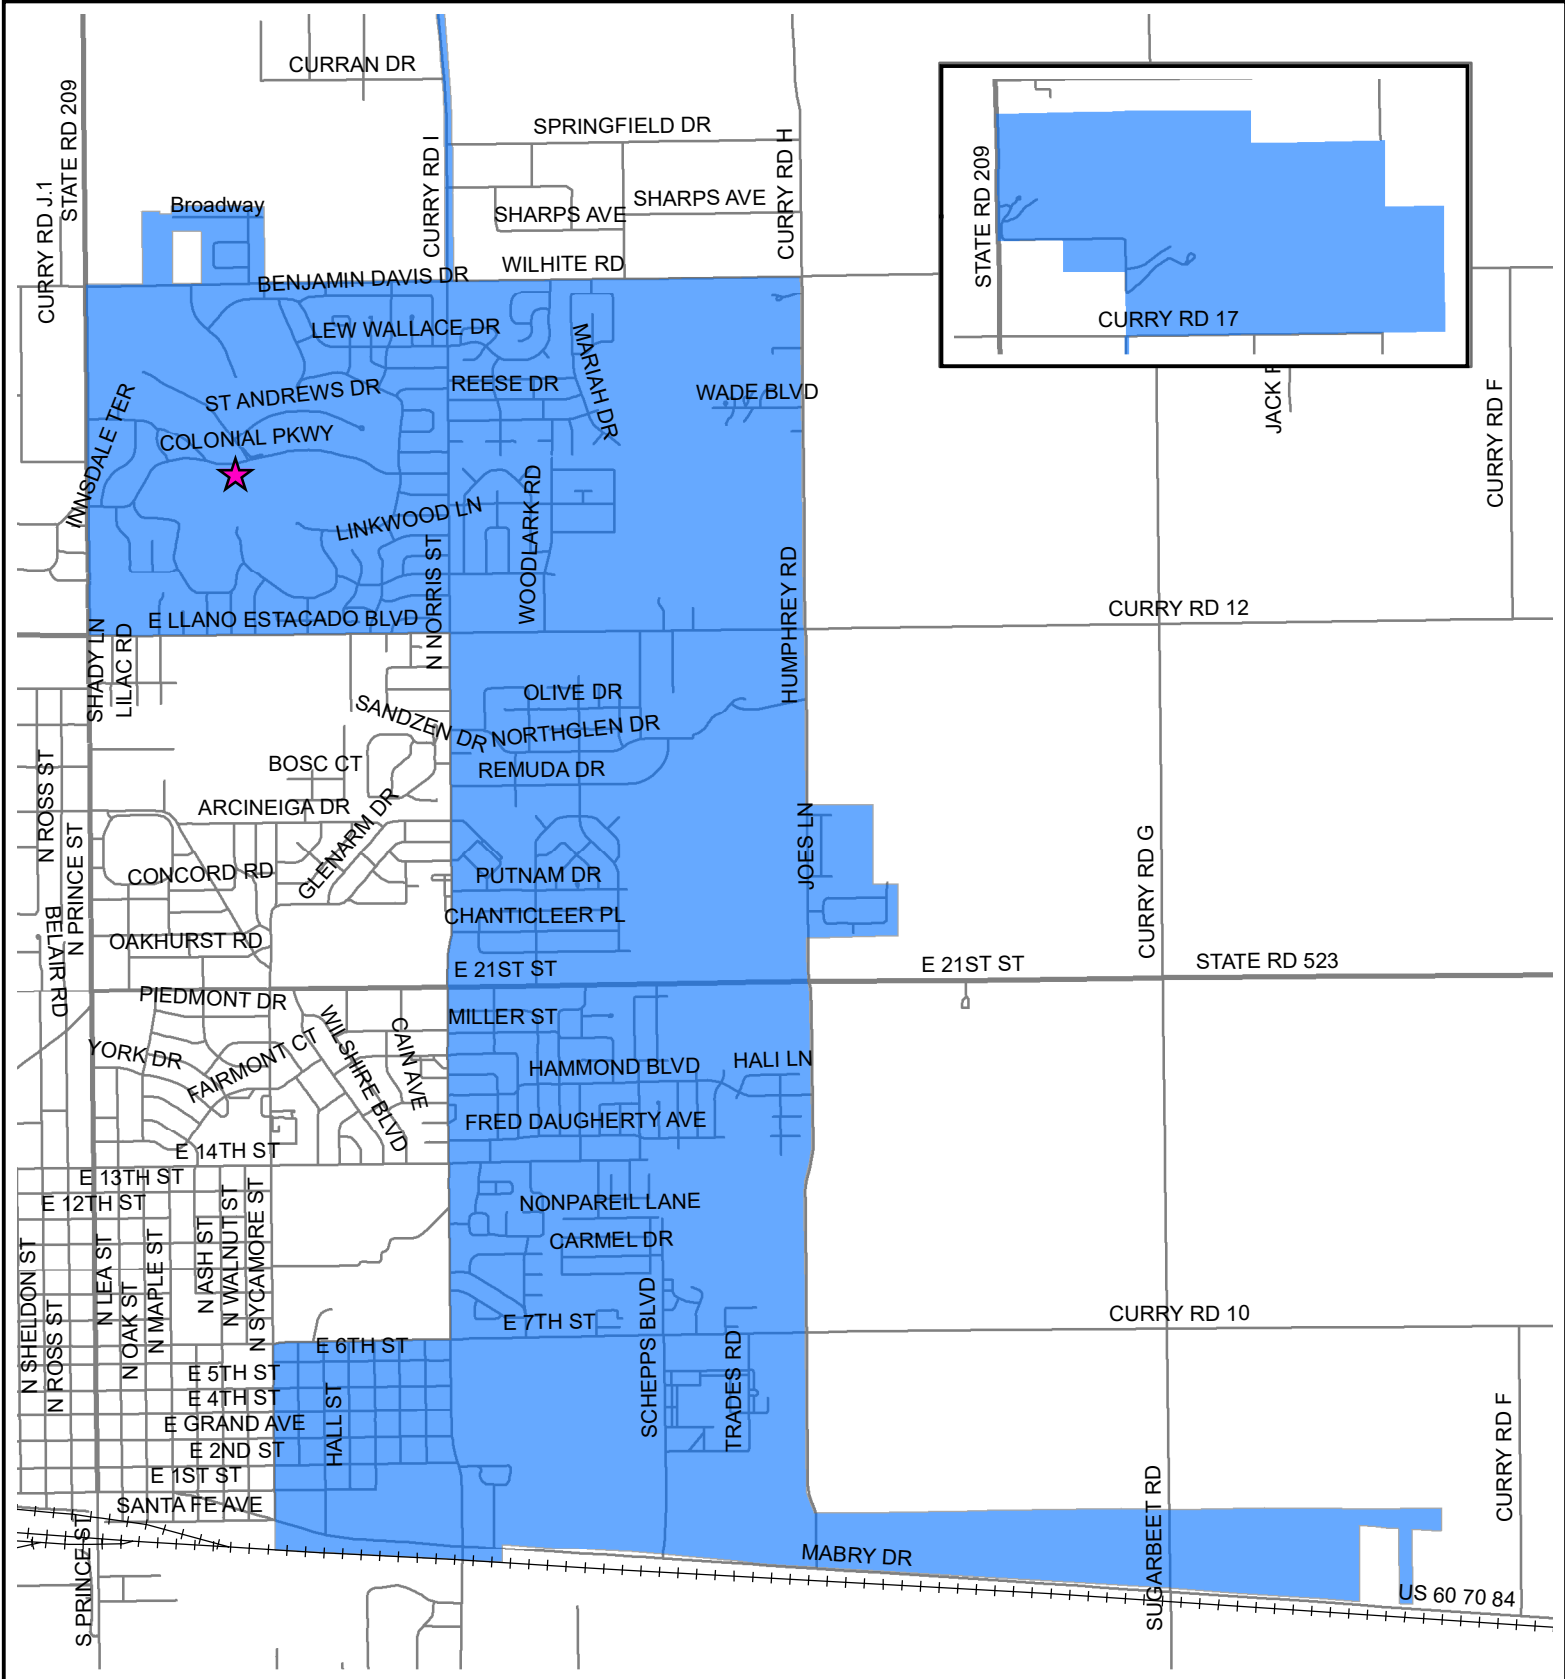 CURRAN DR
STATE RD 209
CURRY RD I
SPRINGFIELD DR
CURRY RD H
SHARPS AVE
SHARPS AVE
Broadway
CURRY RD J.1
WILHITE RD
BENJAMIN DAVIS DR
STATE RD 209
CURRY RD 17
LEW WALLACE DR
MARIAH DR
ST ANDREWS DR
REESE DR
WADE BLVD
JACK
CURRY RD F
INNSDALE TER
COLONIAL PKWY
LINKWOOD LN
WOODLARK RD
N NORRIS ST
HUMPHREY RD
E LLANO ESTACADO BLVD
CURRY RD 12
SHADY LN
LILAC RD
OLIVE DR
SANDZEN DR
NORTHGLEN DR
BOSC CT
REMUDA DR
N ROSS ST
ARCINEIGA DR
GLENARM DR
JOES LN
N PRINCE ST
CONCORD RD
PUTNAM DR
CURRY RD G
CHANTICLEER PL
BELAIR RD
OAKHURST RD
E 21ST ST
E 21ST ST
STATE RD 523
PIEDMONT DR
MILLER ST
WILSHIRE BLVD
CAIN AVE
YORK DR
FAIRMONT CT
HAMMOND BLVD
HALI LN
FRED DAUGHERTY AVE
E 14TH ST
E 13TH ST
E 12TH ST
NONPAREIL LANE
CARMEL DR
N SHELDON ST
N ROSS ST
N LEA ST
N OAK ST
N MAPLE ST
N ASH ST
N WALNUT ST
N SYCAMORE ST
E 7TH ST
SCHEPPS BLVD
TRADES RD
CURRY RD 10
E 6TH ST
E 5TH ST
E 4TH ST
HALL ST
E GRAND AVE
E 2ND ST
E 1ST ST
SANTA FE AVE
CURRY RD F
SUGARBEET RD
MABRY DR
S PRINCE ST
US 60 70 84